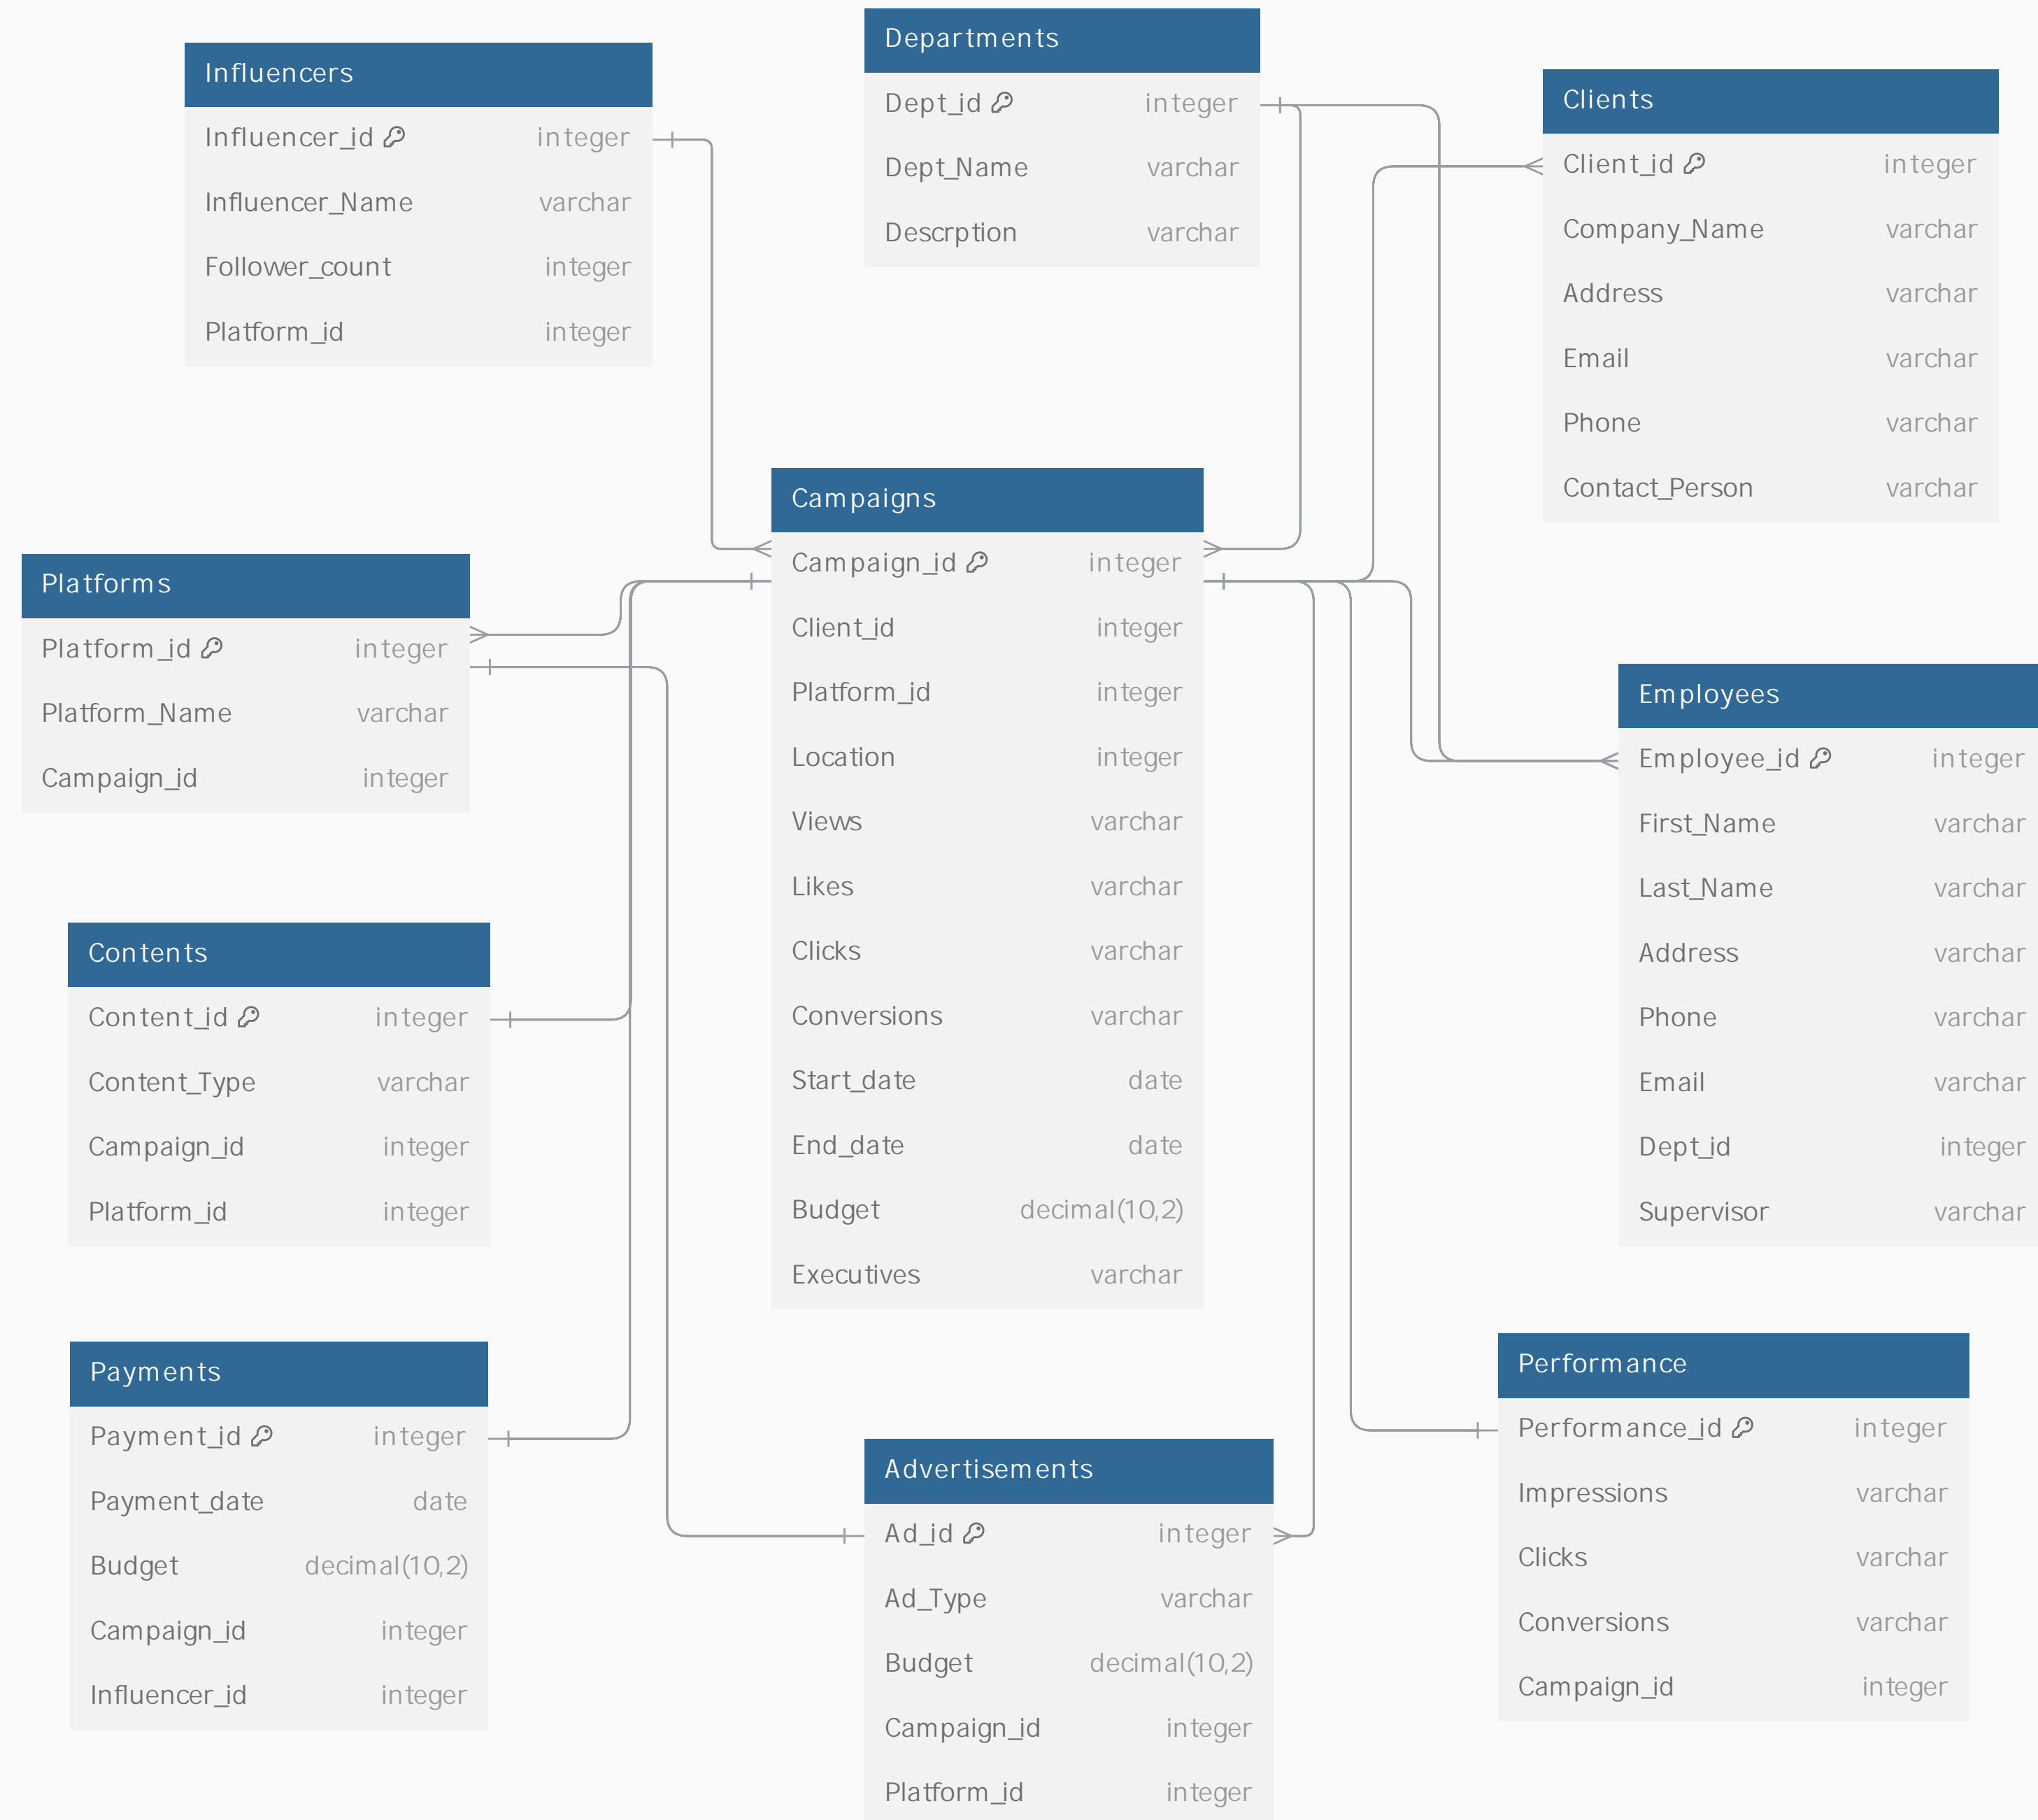 Influencers
Influencer_id integer
Influencer_Name varchar
Follower_count integer
Platform_id integer
Departments
Dept_id integer
Dept_Name varchar
Descrption varchar
Clients
Client_id integer
Company_Name varchar
Address varchar
Email varchar
Phone varchar
Contact_Person varchar
Platforms
Platform_id integer
Platform_Name varchar
Campaign_id integer
Campaigns
Campaign_id integer
Client_id integer
Platform_id integer
Location integer
Views varchar
Likes varchar
Clicks varchar
Conversions varchar
Start_date date
End_date date
Budget decimal(10,2)
Executives varchar
Employees
Employee_id integer
First_Name varchar
Last_Name varchar
Address varchar
Phone varchar
Email varchar
Dept_id integer
Supervisor varchar
Contents
Content_id integer
Content_Type varchar
Campaign_id integer
Platform_id integer
Payments
Payment_id integer
Payment_date date
Budget decimal(10,2)
Campaign_id integer
Influencer_id integer
Advertisements
Ad_id integer
Ad_Type varchar
Budget decimal(10,2)
Campaign_id integer
Platform_id integer
Performance
Performance_id integer
Impressions varchar
Clicks varchar
Conversions varchar
Campaign_id integer